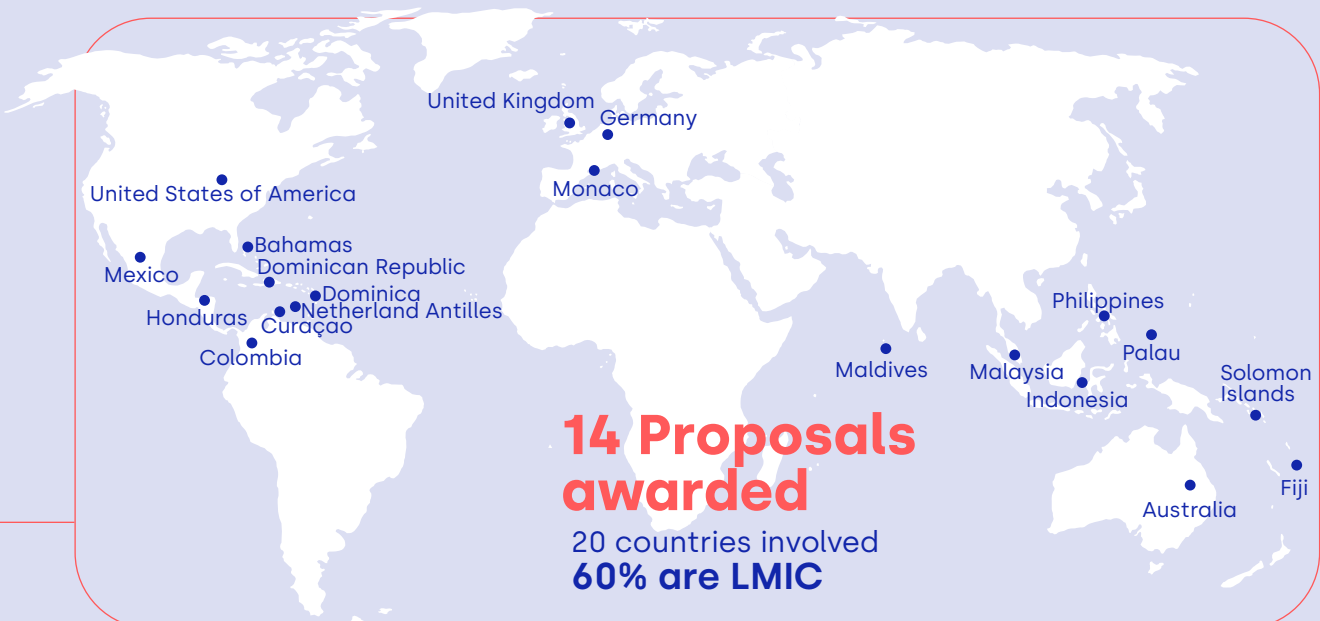 United Kingdom
Germany
Monaco
United States of America
Bahamas
Dominican Republic
Mexico
Dominica
Netherland Antilles
Honduras
Curaçao
Colombia
Philippines
Palau
Maldives
Malaysia
Indonesia
Solomon
Islands
Fiji
Australia
14 Proposals
awarded
20 countries involved
60% are LMIC